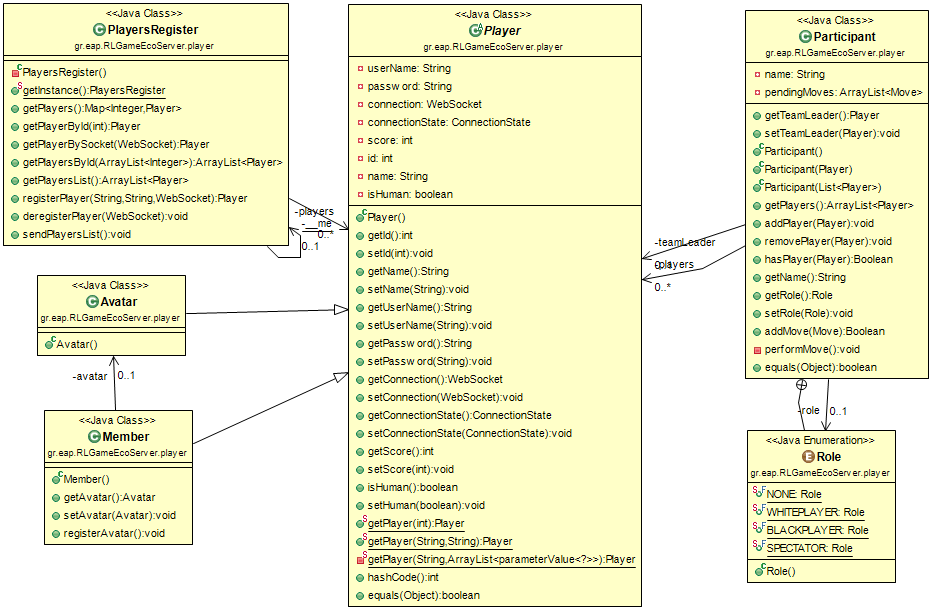 <<Java Class>>
PlayersRegister
gr.eap.RLGameEcoServer.player
PlayersRegister()
getInstance():PlayersRegister
getPlayers():Map<Integer,Player>
getPlayerById(int):Player
getPlayerBySocket(WebSocket):Player
getPlayersById(ArrayList<Integer>):ArrayList<Player>
getPlayersList():ArrayList<Player>
registerPlayer(String,String,WebSocket):Player
deregisterPlayer(WebSocket):void
sendPlayersList():void
-players
-__me
0..*
0..1
<<Java Class>>
Avatar
gr.eap.RLGameEcoServer.player
Avatar()
-avatar
0..1
<<Java Class>>
Member
gr.eap.RLGameEcoServer.player
Member()
getAvatar():Avatar
setAvatar(Avatar):void
registerAvatar():void
<<Java Class>>
Player
gr.eap.RLGameEcoServer.player
userName: String
password: String
connection: WebSocket
connectionState: ConnectionState
score: int
id: int
name: String
isHuman: boolean
Player()
getId():int
setId(int):void
getName():String
setName(String):void
getUserName():String
setUserName(String):void
getPassword():String
setPassword(String):void
getConnection():WebSocket
setConnection(WebSocket):void
getConnectionState():ConnectionState
setConnectionState(ConnectionState):void
getScore():int
setScore(int):void
isHuman():boolean
setHuman(boolean):void
getPlayer(int):Player
getPlayer(String,String):Player
getPlayer(String,ArrayList<parameterValue<?>>):Player
hashCode():int
equals(Object):boolean
-teamLeader
0..1
-players
0..*
<<Java Class>>
Participant
gr.eap.RLGameEcoServer.player
name: String
pendingMoves: ArrayList<Move>
getTeamLeader():Player
setTeamLeader(Player):void
Participant()
Participant(Player)
Participant(List<Player>)
getPlayers():ArrayList<Player>
addPlayer(Player):void
removePlayer(Player):void
hasPlayer(Player):Boolean
getName():String
getRole():Role
setRole(Role):void
addMove(Move):Boolean
performMove():void
equals(Object):boolean
-role
0..1
<<Java Enumeration>>
Role
gr.eap.RLGameEcoServer.player
NONE: Role
WHITEPLAYER: Role
BLACKPLAYER: Role
SPECTATOR: Role
Role()